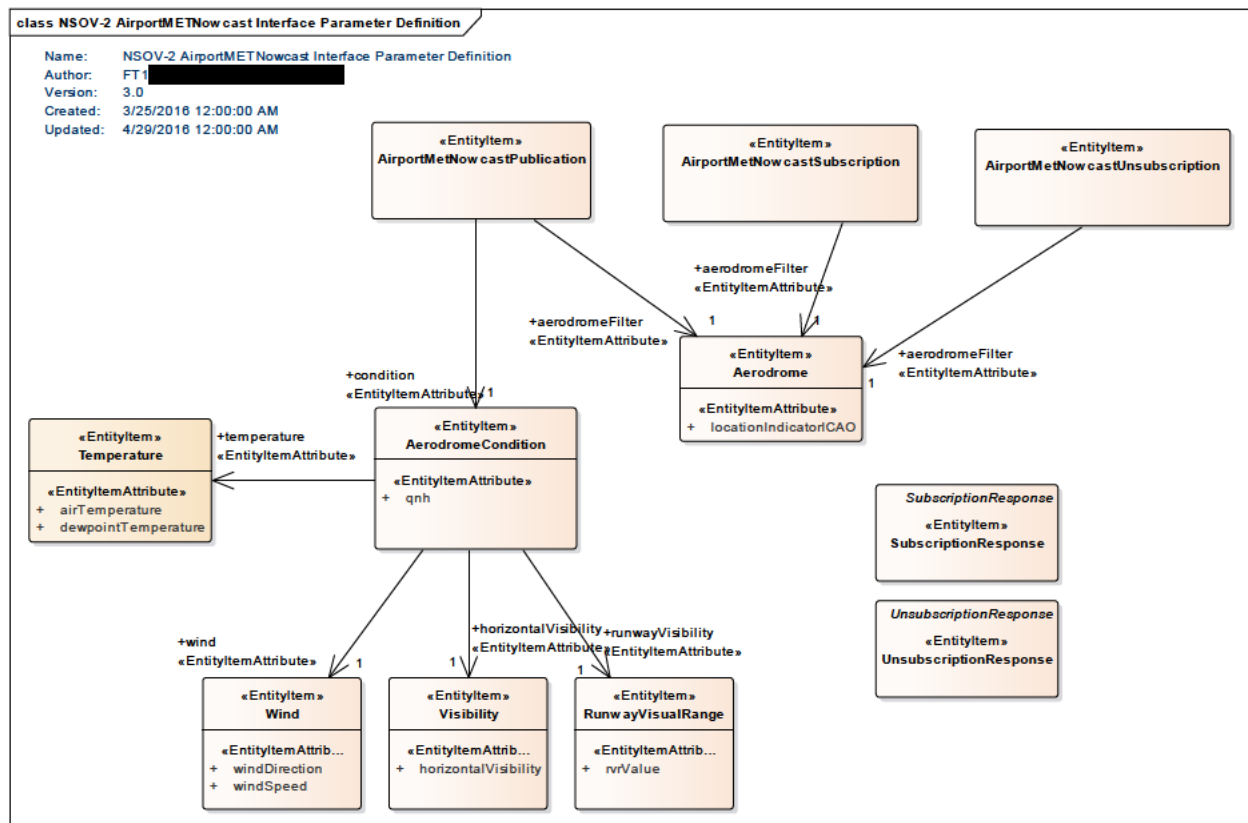 class NSOV-2 AirportMETNowcast Interface Parameter Definition
Name: NSOV-2 AirportMETNowcast Interface Parameter Definition
Author: FT1
Version: 3.0
Created: 3/25/2016 12:00:00 AM
Updated: 4/29/2016 12:00:00 AM
«EntityItem»
AirportMetNowcastPublication
«EntityItem»
AirportMetNowcastSubscription
«EntityItem»
AirportMetNowcastUnsubscription
+aerodromeFilter
«EntityItemAttribute»
1
1
+aerodromeFilter
«EntityItemAttribute»
+aerodromeFilter
«EntityItemAttribute»
1
«EntityItem»
Aerodrome
«EntityItemAttribute»
+ locationIndicatorICAO
+condition
«EntityItemAttribute»
1
«EntityItem»
AerodromeCondition
«EntityItemAttribute»
+ qnh
+temperature
«EntityItemAttribute»
«EntityItem»
Temperature
«EntityItemAttribute»
+ airTemperature
+ dewpointTemperature
SubscriptionResponse
«EntityItem»
SubscriptionResponse
UnsubscriptionResponse
«EntityItem»
UnsubscriptionResponse
+wind
«EntityItemAttribute»
1
+horizontalVisibility
«EntityItemAttribute»
1
+runwayVisibility
«EntityItemAttribute»
1
«EntityItem»
Wind
«EntityItemAttrib...
+ windDirection
+ windSpeed
«EntityItem»
Visibility
«EntityItemAttrib...
+ horizontalVisibility
«EntityItem»
RunwayVisualRange
«EntityItemAttrib...
+ rvrValue